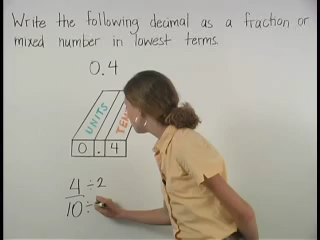 Write the following decimal as a fraction or
mixed number in lowest terms.
0.4
UNITS
0 . 4
4 ÷ 2
10 ÷